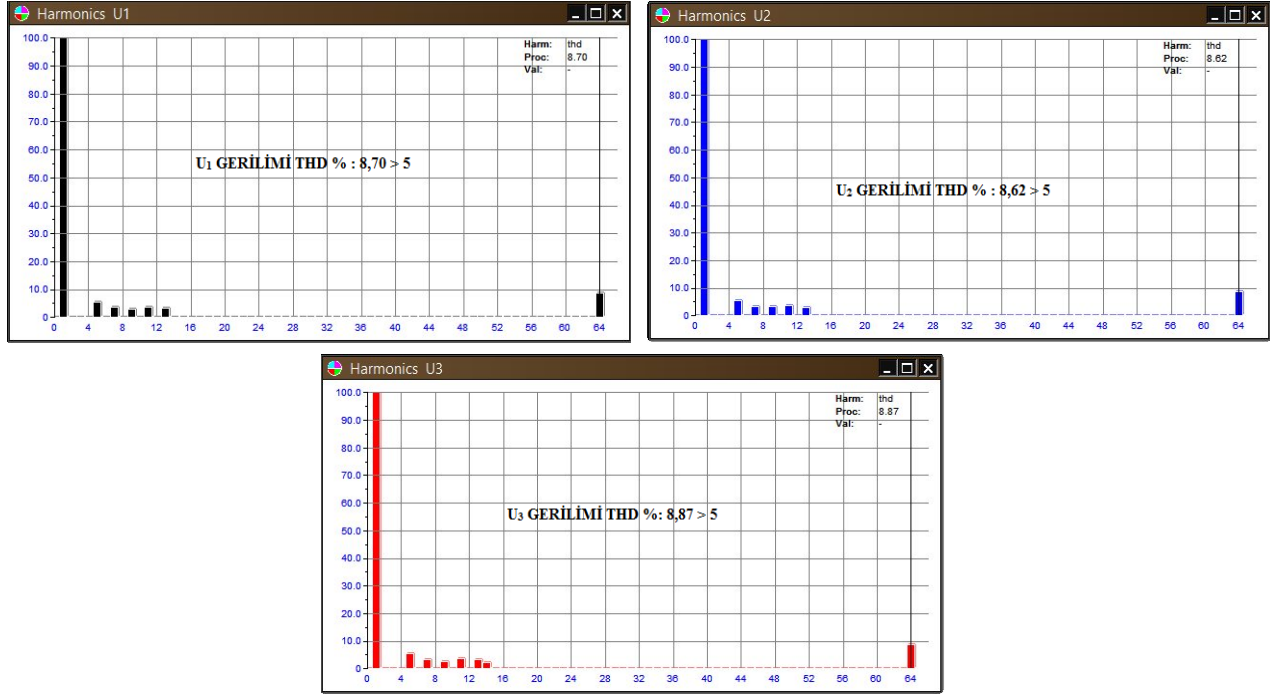 Harmonics U1
100.0
90.0
80.0
70.0
60.0
50.0
40.0
30.0
20.0
10.0
0
0 4 8 12 16 20 24 28 32 36 40 44 48 52 56 60 64
Harm: thd
Proc: 8.70
Val: -
U1 GERİLİMİ THD % : 8,70 > 5
Harmonics U2
100.0
90.0
80.0
70.0
60.0
50.0
40.0
30.0
20.0
10.0
0
0 4 8 12 16 20 24 28 32 36 40 44 48 52 56 60 64
Harm: thd
Proc: 8.62
Val: -
U2 GERİLİMİ THD % : 8,62 > 5
Harmonics U3
100.0
90.0
80.0
70.0
60.0
50.0
40.0
30.0
20.0
10.0
0
0 4 8 12 16 20 24 28 32 36 40 44 48 52 56 60 64
Harm: thd
Proc: 8.87
Val: -
U3 GERİLİMİ THD %: 8,87 > 5